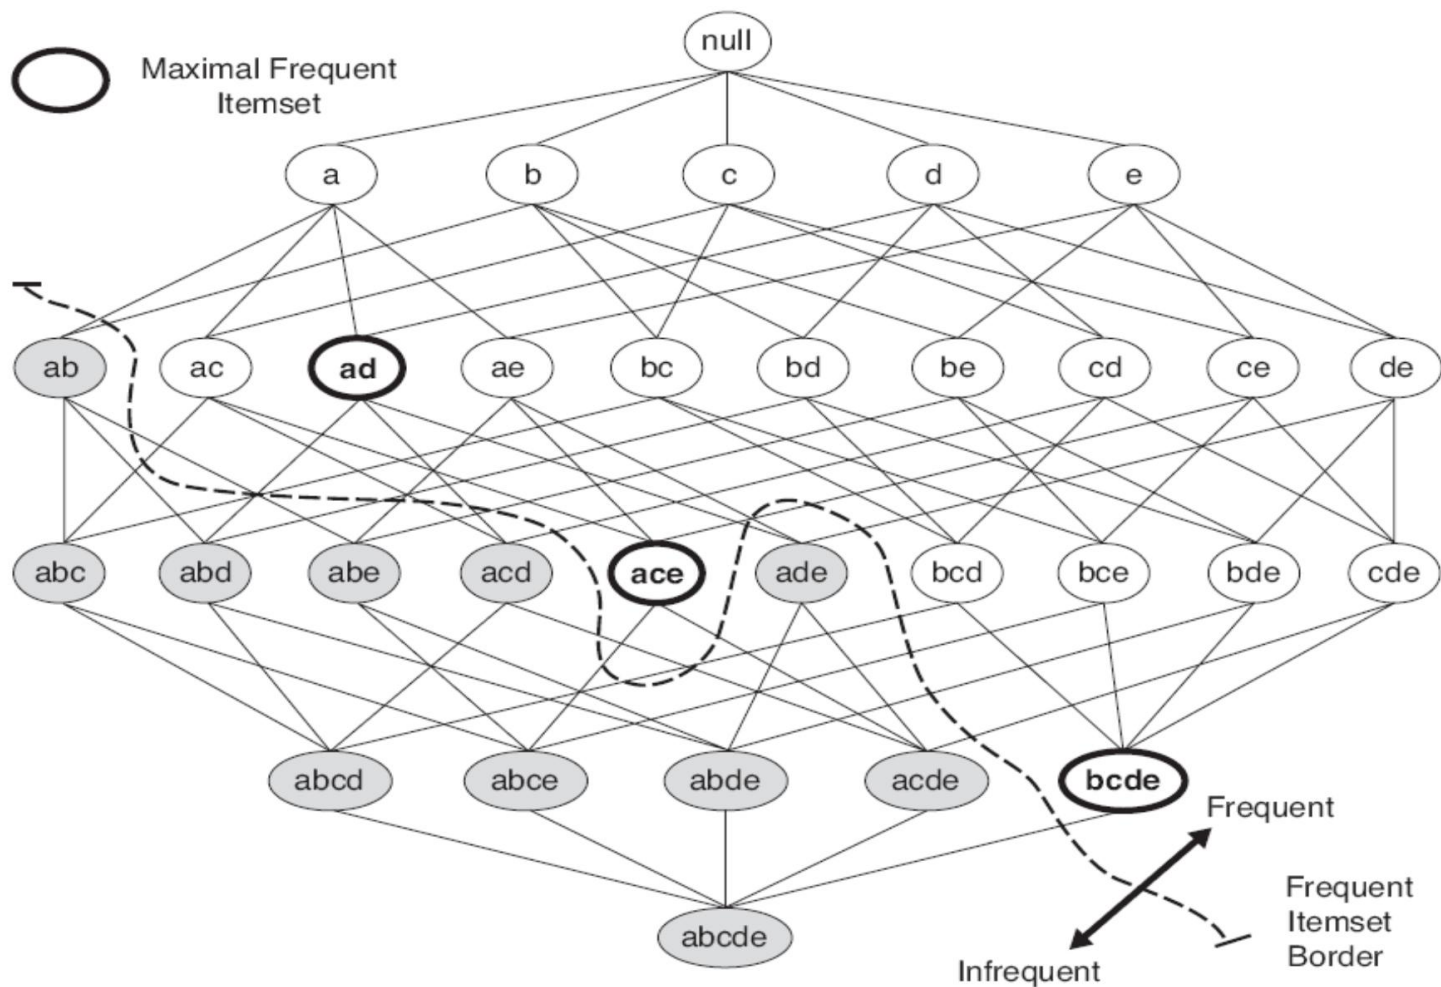 null
Maximal Frequent
Itemset
a b c d e
ab ac ad ae bc bd be cd ce de
abc abd abe acd ace ade bcd bce bde cde
abcd abce abde acde bcde
Frequent
Frequent
Itemset
Border
abcde
Infrequent